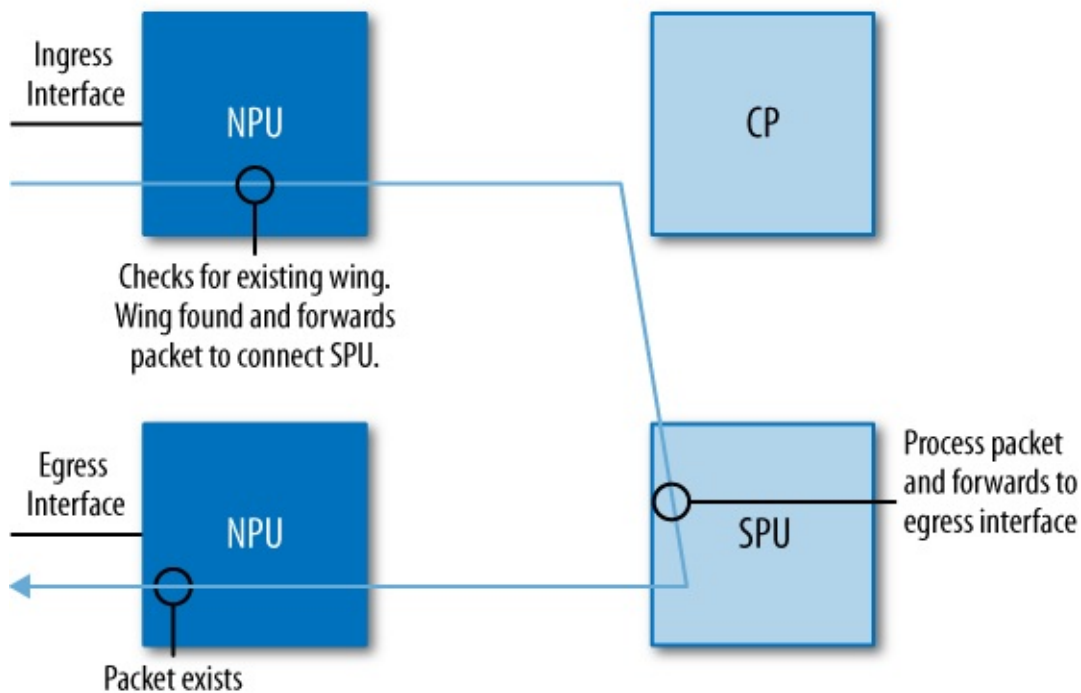 Ingress
Interface
NPU
CP
Checks for existing wing.
Wing found and forwards
packet to connect SPU.
Egress
Interface
NPU
SPU
Process packet
and forwards to
egress interface
Packet exists